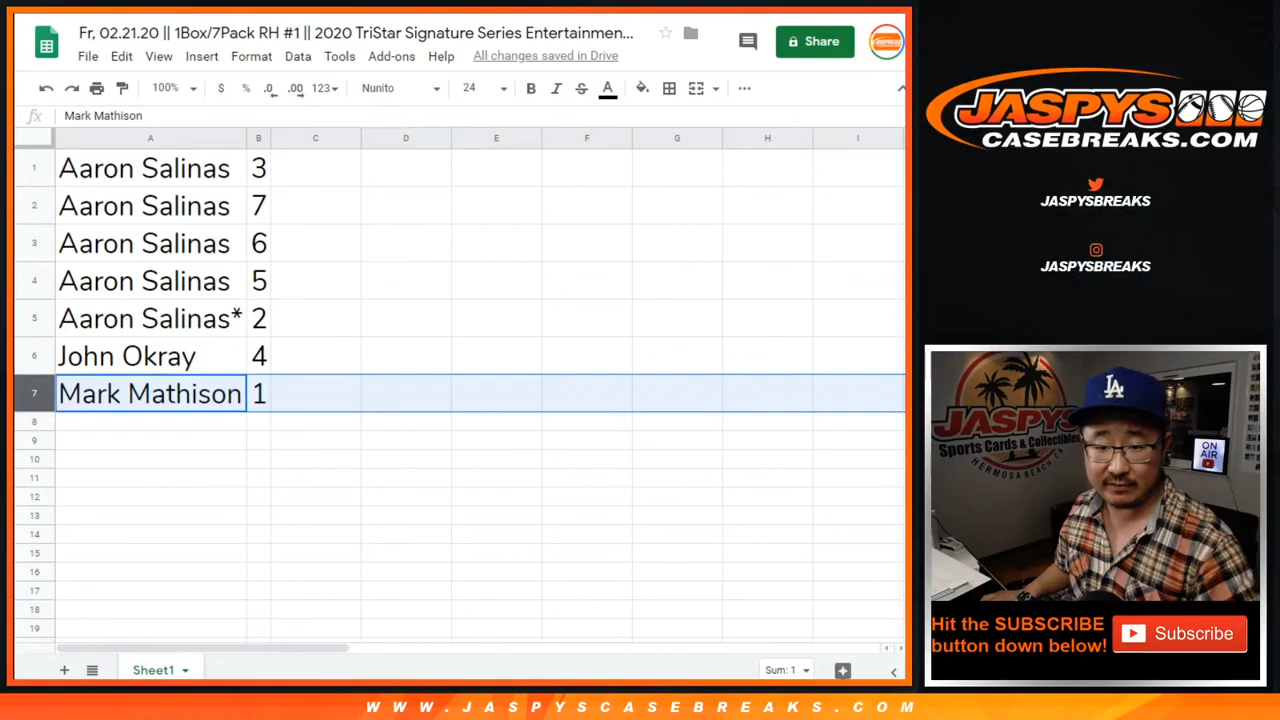 Fr, 02.21.20 || 1Box/7Pack RH #1 || 2020 TriStar Signature Series Entertainmen...
Share
File Edit View Insert Format Data Tools Add-ons Help All changes saved in Drive
100% $ % .0 .00 123 Nunito 24 B I S A
fx Mark Mathison
A B C D E F G H I
1 Aaron Salinas 3
2 Aaron Salinas 7
3 Aaron Salinas 6
4 Aaron Salinas 5
5 Aaron Salinas* 2
6 John Okray 4
7 Mark Mathison 1
8
9
10
11
12
13
14
15
16
17
18
19
Sheet1
Sum: 1
JASPYS
CASEBREAKS.COM
JASPYSBREAKS
JASPYSBREAKS
JASPYS
Sports Cards & Collectibles
HERMOSA BEACH, CA
LA
ON
AIR
Hit the SUBSCRIBE
button down below!
Subscribe
WWW.JASPYSCASEBREAKS.COM